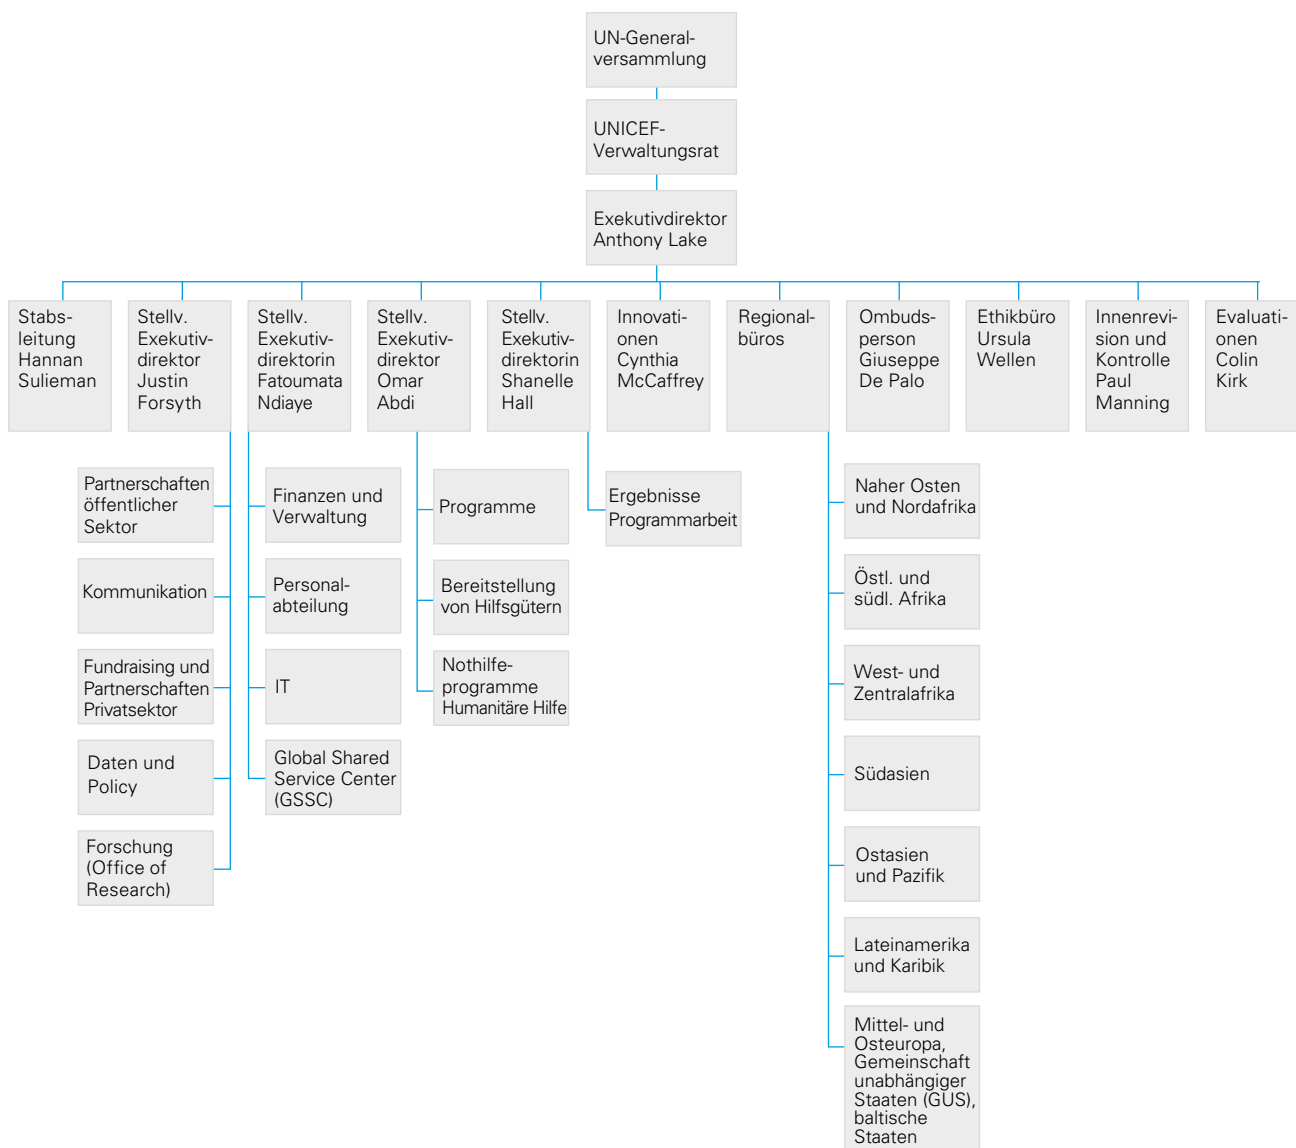 UN-General-
versammlung
UNICEF-
Verwaltungsrat
Exekutivdirektor
Anthony Lake
Stabs-
leitung
Hannan
Sulieman
Stellv.
Exekutiv-
direktor
Justin
Forsyth
Stellv.
Exekutiv-
direktorin
Fatoumata
Ndiaye
Stellv.
Exekutiv-
direktor
Omar
Abdi
Stellv.
Exekutiv-
direktorin
Shanelle
Hall
Innovati-
onen
Cynthia
McCaffrey
Regional-
büros
Ombuds-
person
Giuseppe
De Palo
Ethikbüro
Ursula
Wellen
Innenrevi-
sion und
Kontrolle
Paul
Manning
Evaluati-
onen
Colin
Kirk
Partnerschaften
öffentlicher
Sektor
Kommunikation
Fundraising und
Partnerschaften
Privatsektor
Daten und
Policy
Forschung
(Office of
Research)
Finanzen und
Verwaltung
Personal-
abteilung
IT
Global Shared
Service Center
(GSSC)
Programme
Bereitstellung
von Hilfsgütern
Nothilfe-
programme
Humanitäre Hilfe
Ergebnisse
Programmarbeit
Naher Osten
und Nordafrika
Östl. und
südl. Afrika
West- und
Zentralafrika
Südasien
Ostasien
und Pazifik
Lateinamerika
und Karibik
Mittel- und
Osteuropa,
Gemeinschaft
unabhängiger
Staaten (GUS),
baltische
Staaten